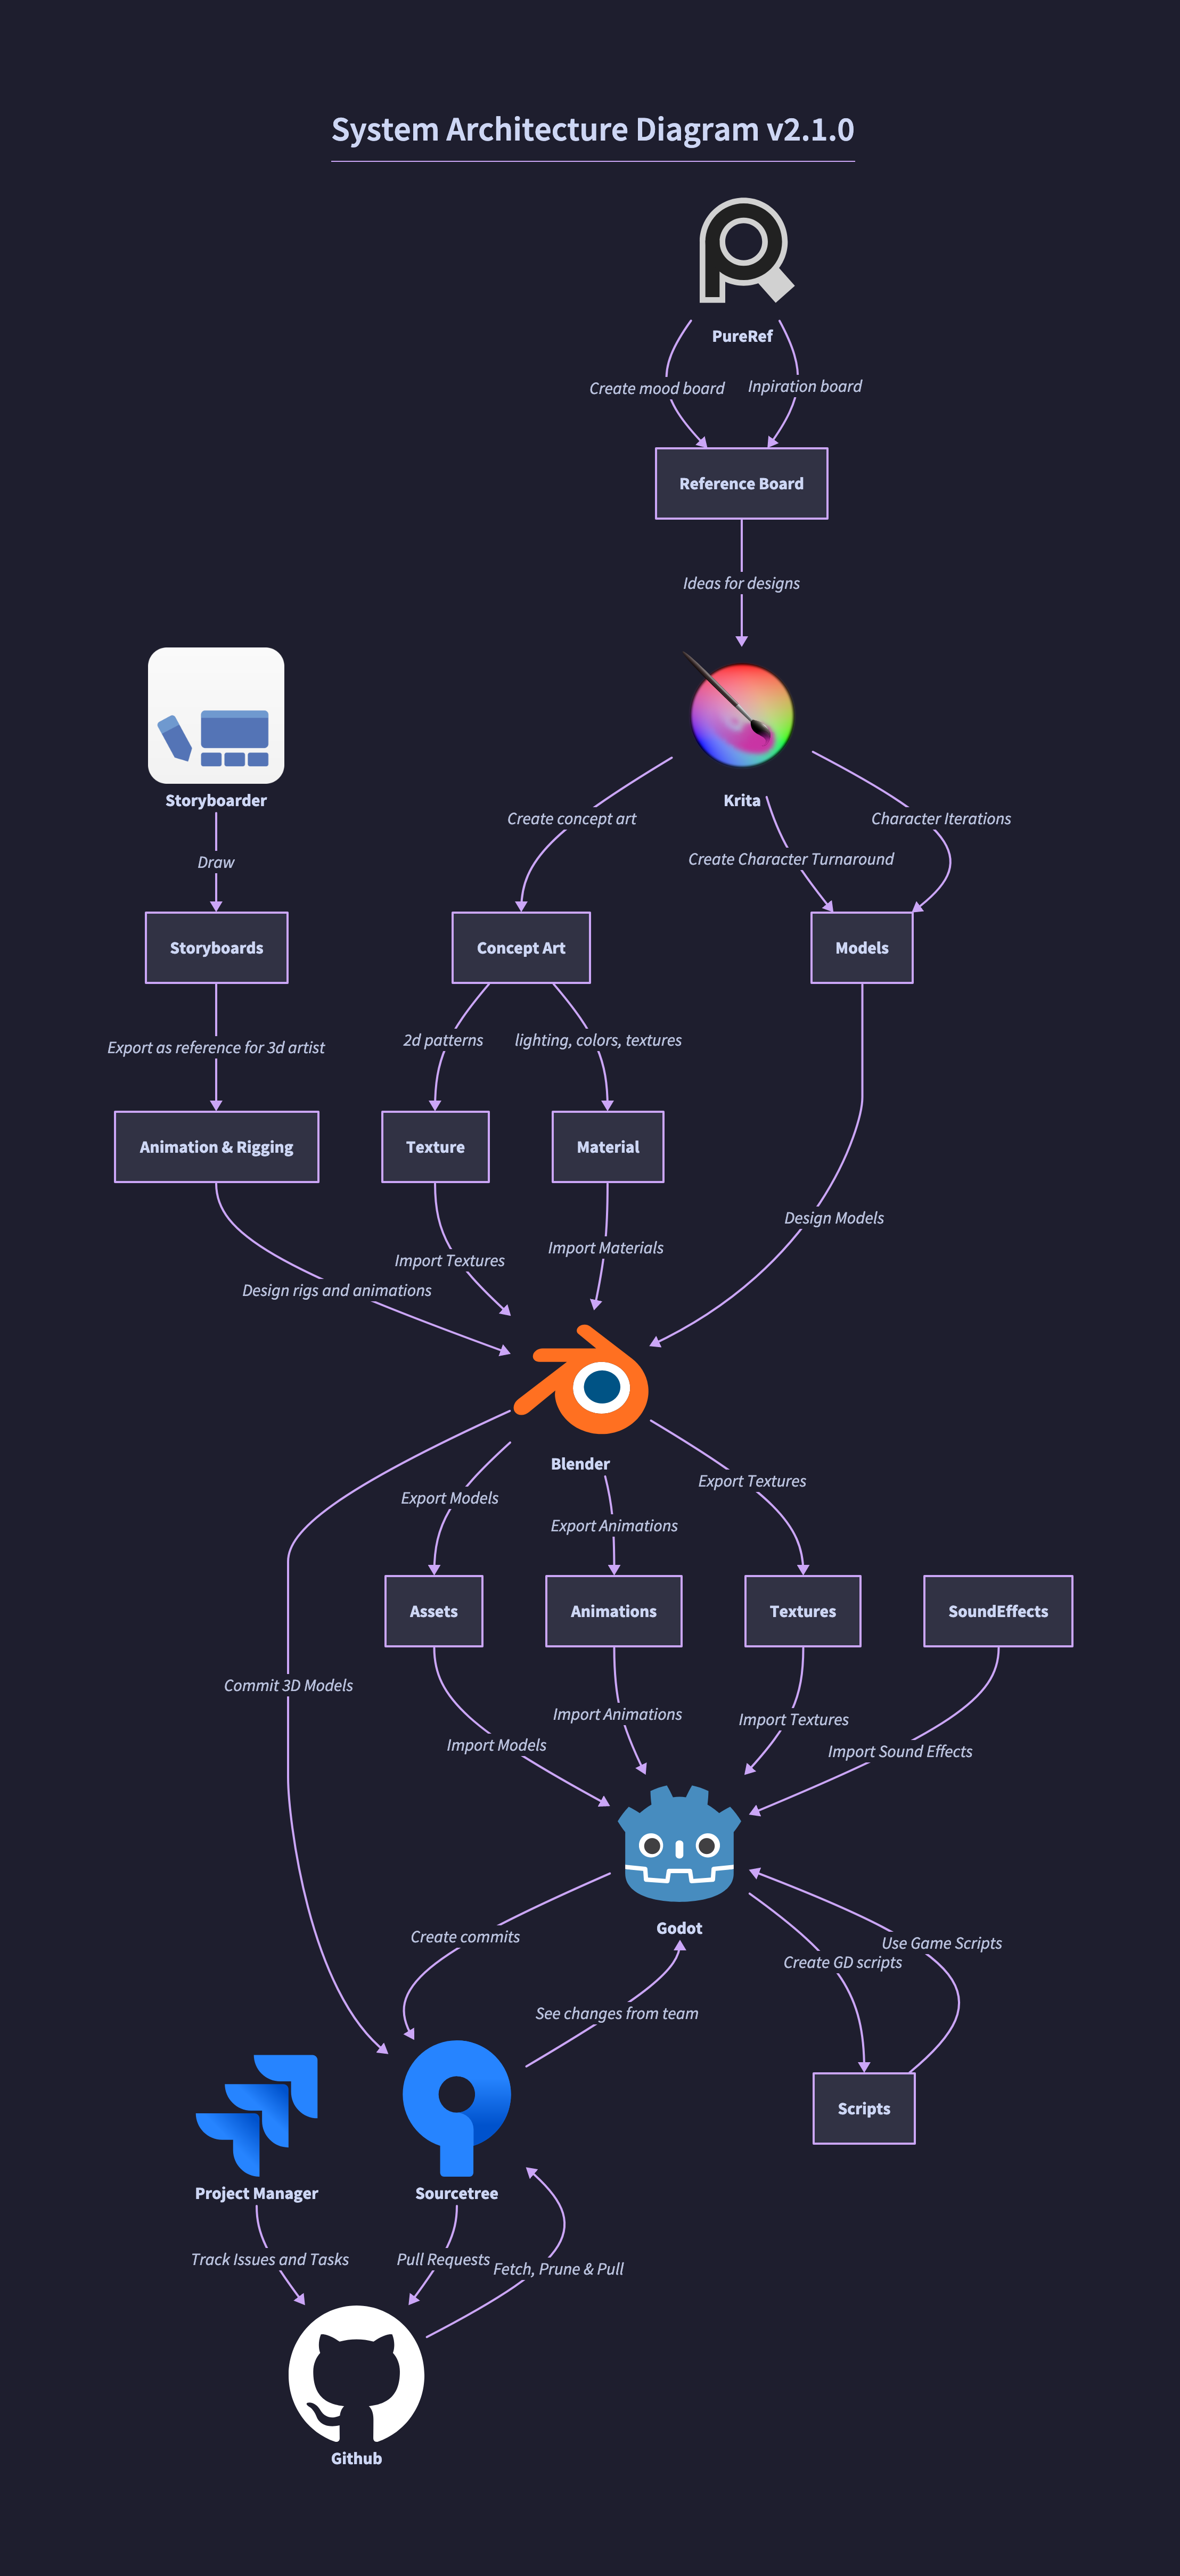 System Architecture Diagram v2.1.0
PureRef
Create mood board
Inpiration board
Reference Board
Ideas for designs
Storyboarder
Krita
Create concept art
Character Iterations
Draw
Create Character Turnaround
Storyboards
Concept Art
Models
Export as reference for 3d artist
2d patterns
lighting, colors, textures
Animation & Rigging
Texture
Material
Design Models
Import Materials
Import Textures
Design rigs and animations
Blender
Export Textures
Export Models
Export Animations
Assets
Animations
Textures
SoundEffects
Commit 3D Models
Import Animations
Import Textures
Import Models
Import Sound Effects
Godot
Create commits
Use Game Scripts
Create GD scripts
See changes from team
Scripts
Project Manager
Sourcetree
Track Issues and Tasks
Pull Requests
Fetch, Prune & Pull
Github